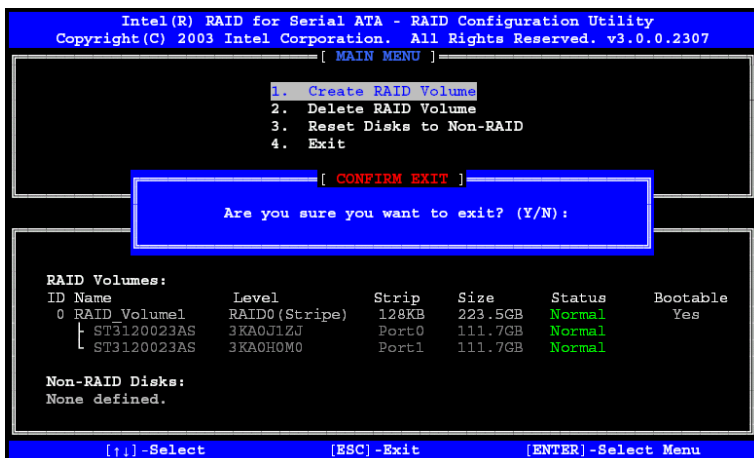 Intel(R) RAID for Serial ATA - RAID Configuration Utility
Copyright(C) 2003 Intel Corporation. All Rights Reserved. v3.0.0.2307
[ MAIN MENU ]
1. Create RAID Volume
2. Delete RAID Volume
3. Reset Disks to Non-RAID
4. Exit
[ CONFIRM EXIT ]
Are you sure you want to exit? (Y/N):
RAID Volumes:
ID Name Level Strip Size Status Bootable
0 RAID_Volume1 RAID0(Stripe) 128KB 223.5GB Normal Yes
ST3120023AS 3KA0J1ZJ Port0 111.7GB Normal
ST3120023AS 3KA0H0M0 Port1 111.7GB Normal
Non-RAID Disks:
None defined.
[↑↓]-Select [ESC]-Exit [ENTER]-Select Menu